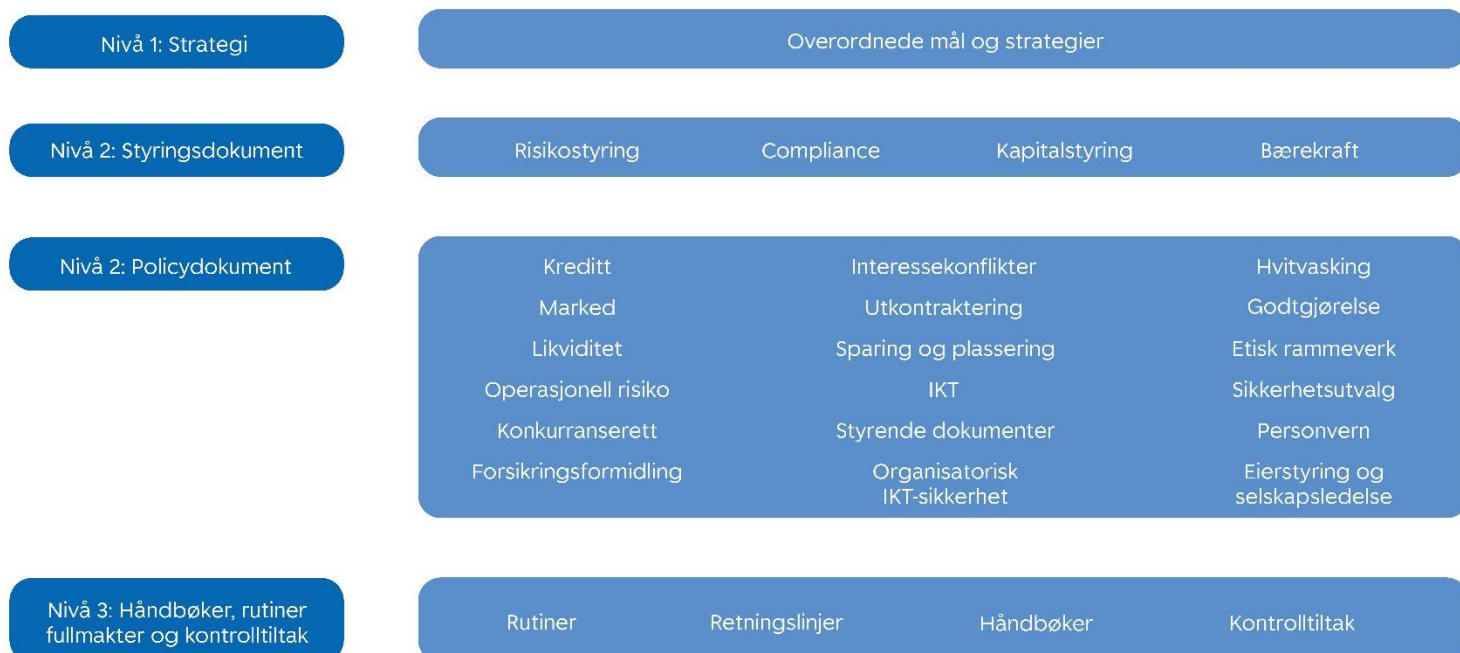 Nivå 1: Strategi
Overordnede mål og strategier
Nivå 2: Styringsdokument
Risikostyring Compliance Kapitalstyring Bærekraft
Nivå 2: Policydokument
Kreditt Interessekonflikter Hvitvasking
Marked Utkontraktering Godtgjørelse
Likviditet Sparing og plassering Etisk rammeverk
Operasjonell risiko IKT Sikkerhetsutvalg
Konkurranserett Styrende dokumenter Personvern
Forsikringsformidling Organisatorisk Eierstyring og
IKT-sikkerhet selskapsledelse
Nivå 3: Håndbøker, rutiner
fullmakter og kontrolltiltak
Rutiner Retningslinjer Håndbøker Kontrolltiltak